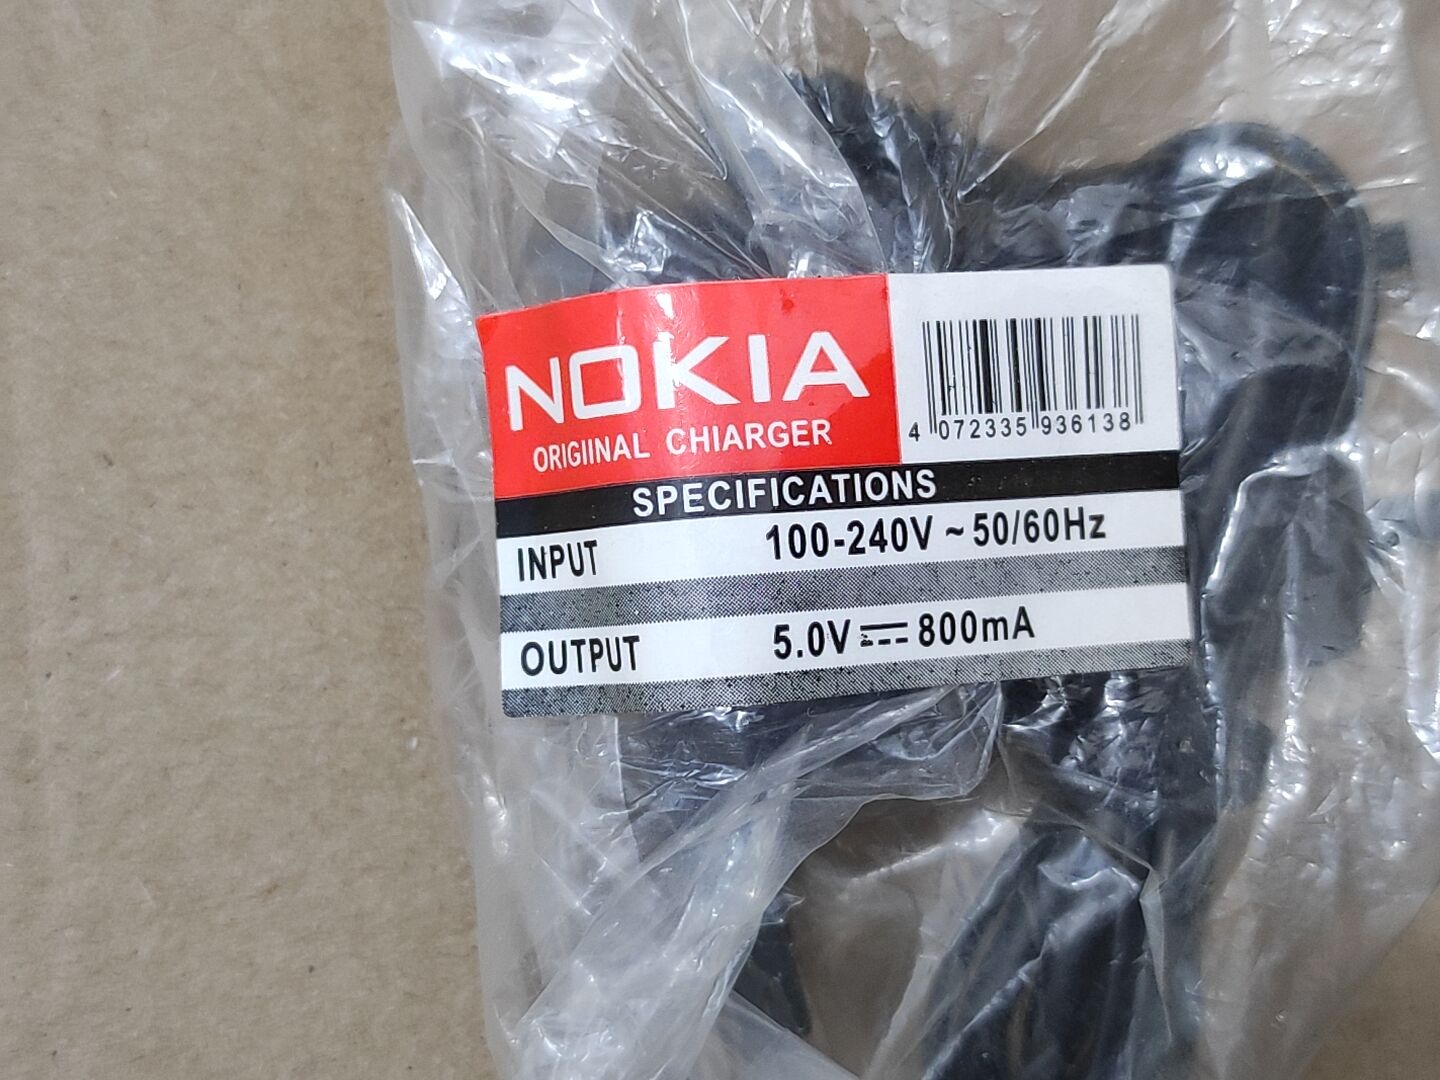 NOKIA
ORIGIINAL CHIARGER
4 072335 936138
SPECIFICATIONS
INPUT 100-240V ~ 50/60Hz
OUTPUT 5.0V ⎓ 800mA